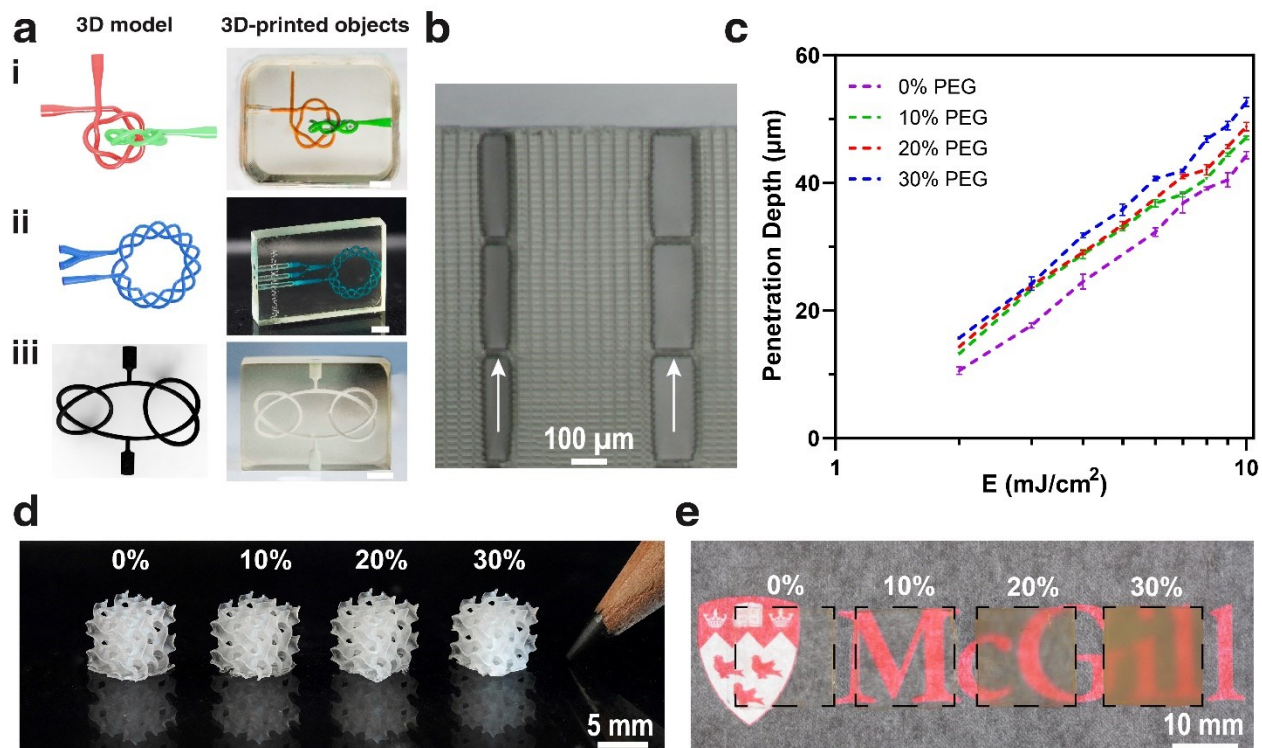 a
3D model
3D-printed objects
i
ii
iii
b
100 µm
c
Penetration Depth (µm)
60
40
20
0
0% PEG
10% PEG
20% PEG
30% PEG
1
10
E (mJ/cm²)
d
0%
10%
20%
30%
5 mm
e
0%
10%
20%
30%
McGill
10 mm